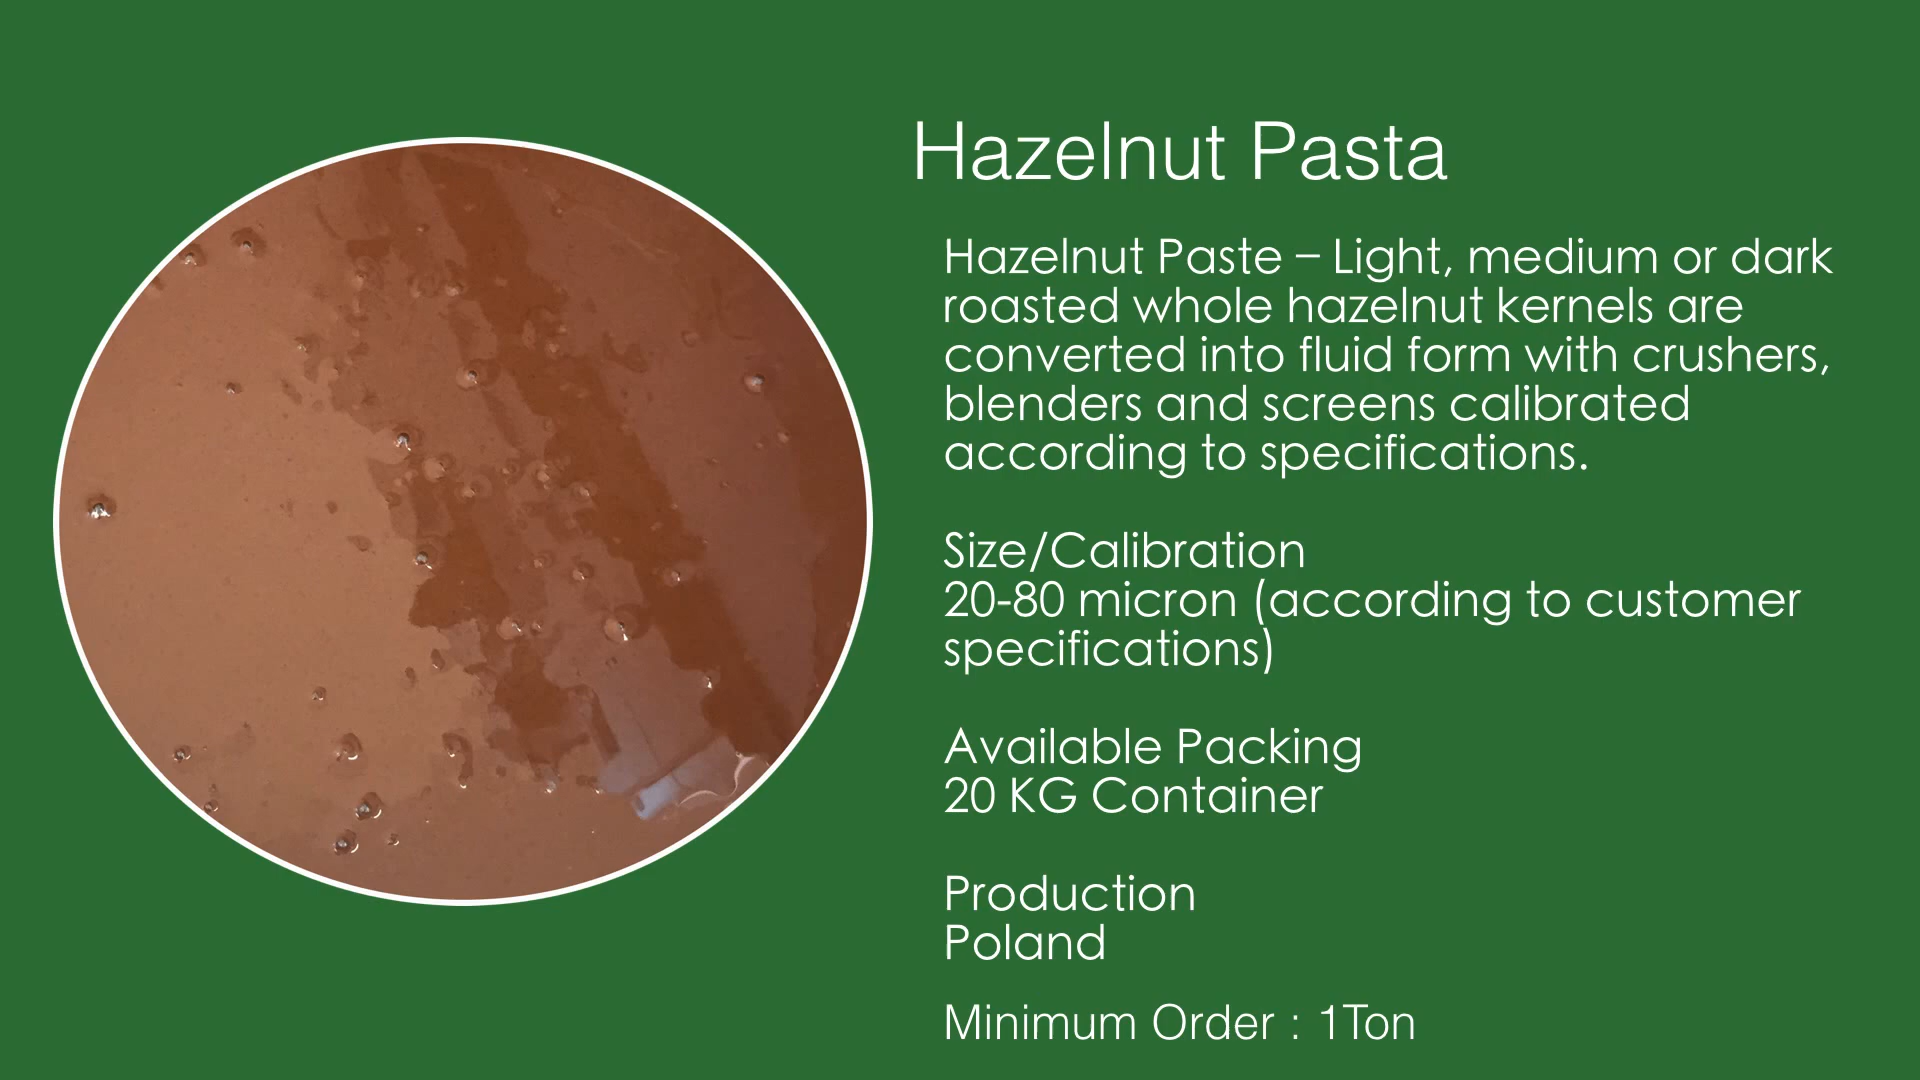 Hazelnut Pasta
Hazelnut Paste – Light, medium or dark
roasted whole hazelnut kernels are
converted into fluid form with crushers,
blenders and screens calibrated
according to specifications.
Size/Calibration
20-80 micron (according to customer
specifications)
Available Packing
20 KG Container
Production
Poland
Minimum Order : 1Ton